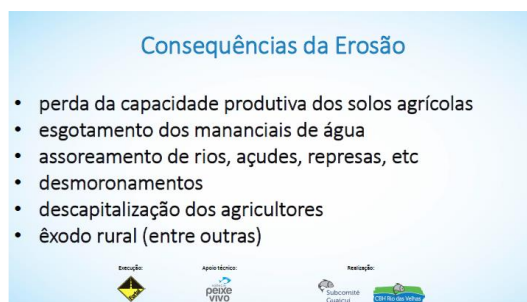 Consequências da Erosão
• perda da capacidade produtiva dos solos agrícolas
• esgotamento dos mananciais de água
• assoreamento de rios, açudes, represas, etc
• desmoronamentos
• descapitalização dos agricultores
• êxodo rural (entre outras)
Execução: Apoio técnico: Realização:
peixe vivo
Subcomitê
Guaicuí
CBH Rio das Velhas